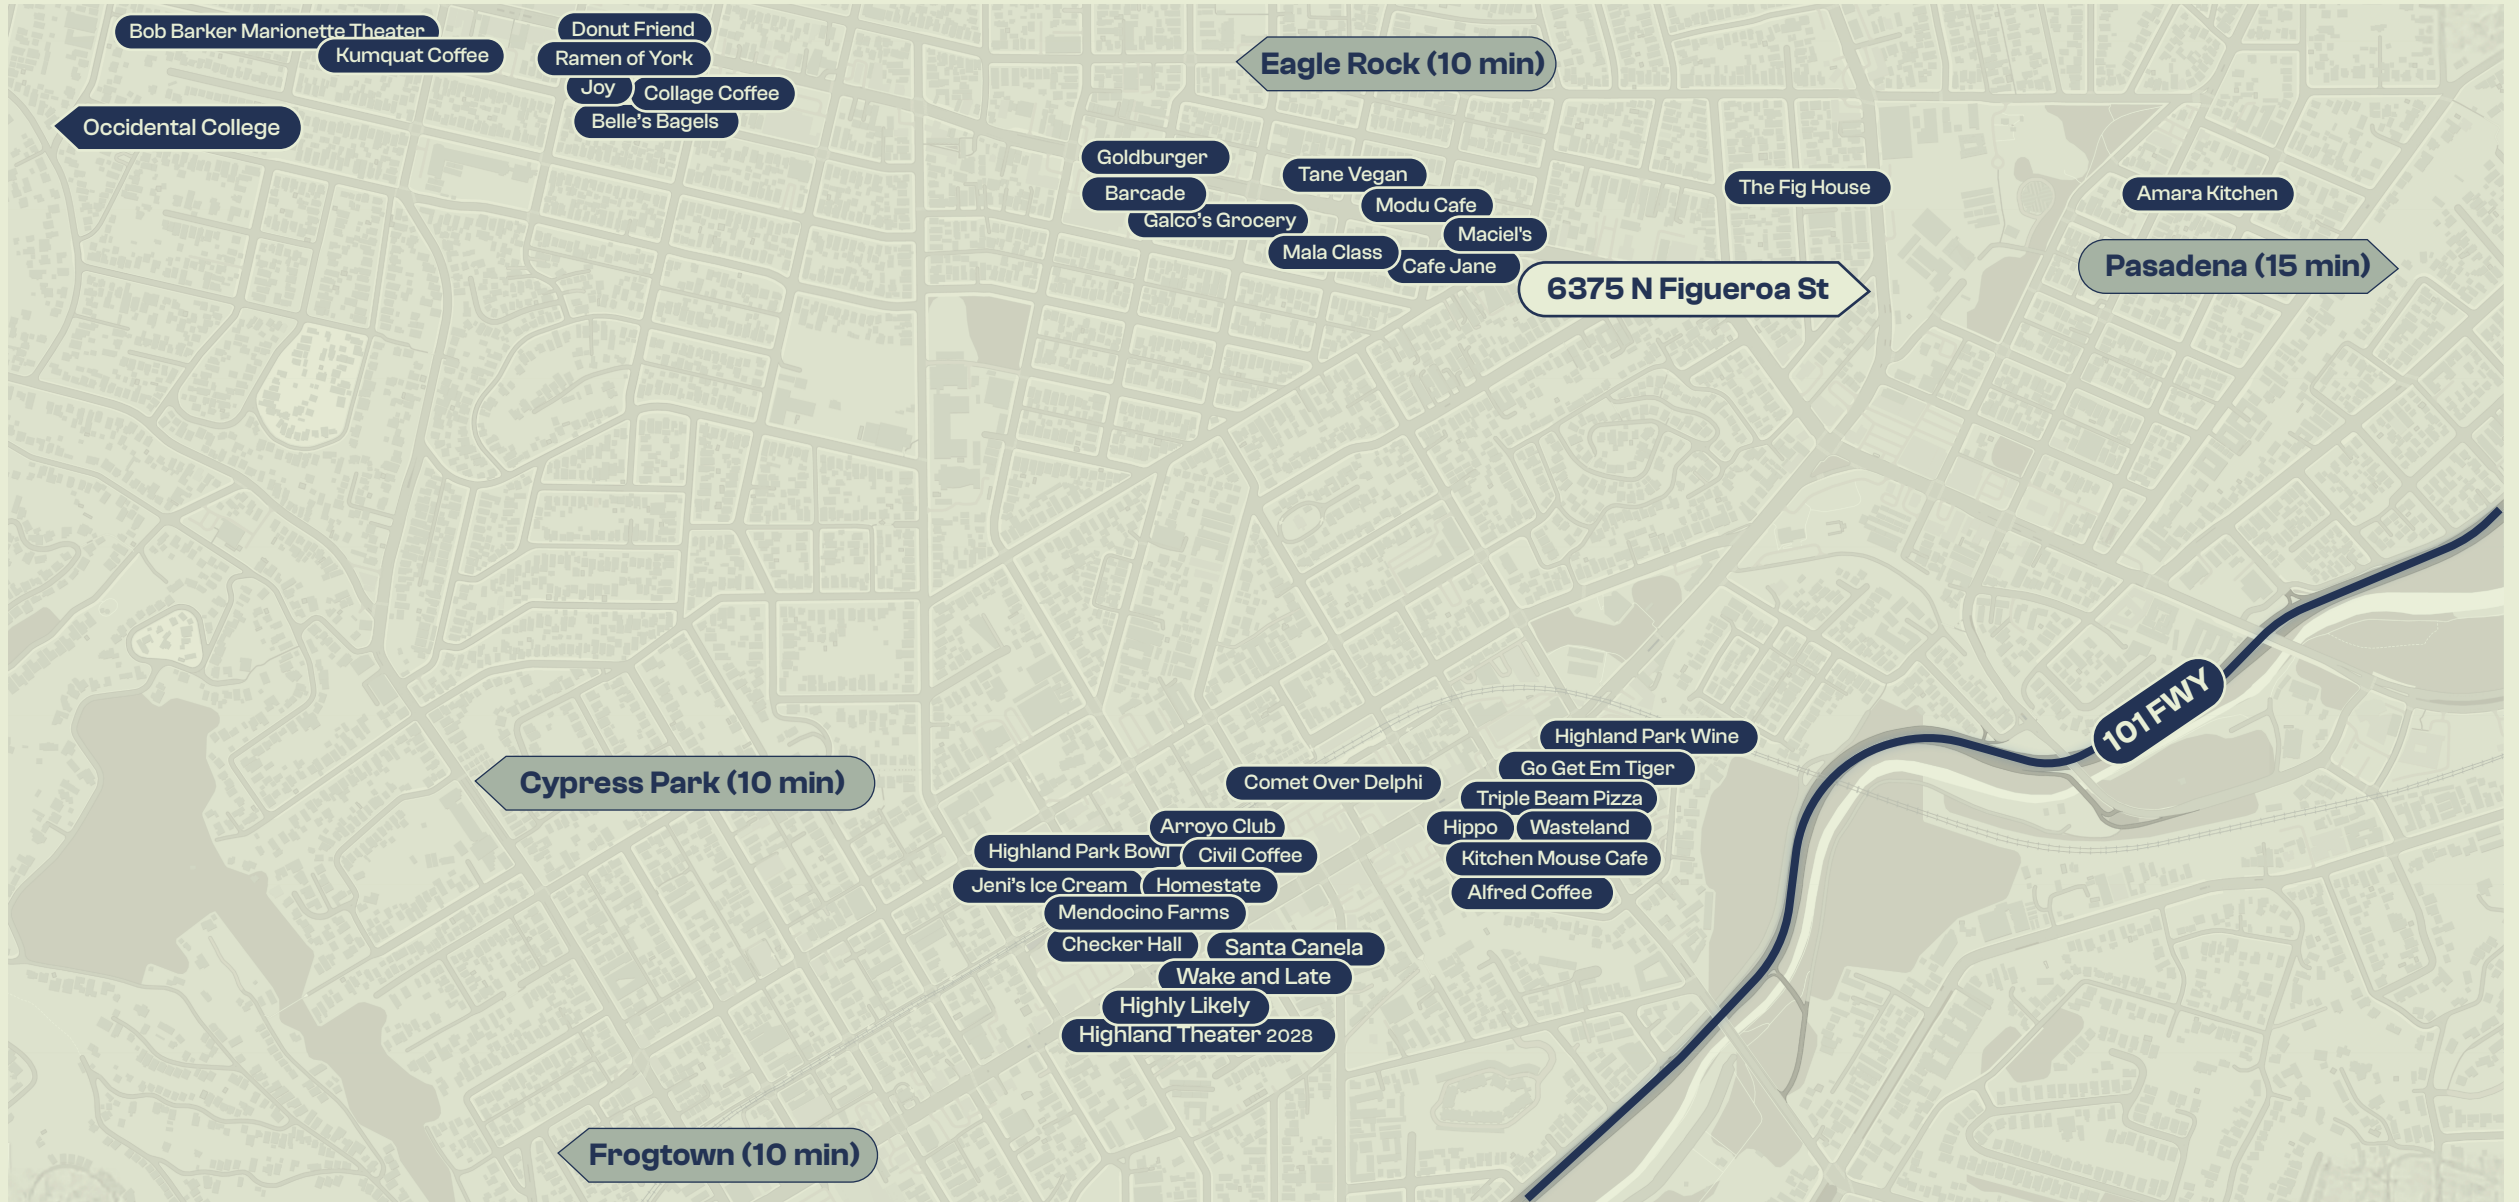 Bob Barker Marionette Theater
Kumquat Coffee
Donut Friend
Ramen of York
Joy
Collage Coffee
Belle's Bagels
Occidental College
Eagle Rock (10 min)
Goldburger
Barcade
Galco's Grocery
Tane Vegan
Modu Cafe
Maciel's
Mala Class
Cafe Jane
The Fig House
Amara Kitchen
6375 N Figueroa St
Pasadena (15 min)
101 FWY
Cypress Park (10 min)
Highland Park Wine
Go Get Em Tiger
Triple Beam Pizza
Hippo
Wasteland
Kitchen Mouse Cafe
Alfred Coffee
Comet Over Delphi
Arroyo Club
Highland Park Bowl
Civil Coffee
Jeni's Ice Cream
Homestate
Mendocino Farms
Checker Hall
Santa Canela
Wake and Late
Highly Likely
Highland Theater 2028
Frogtown (10 min)